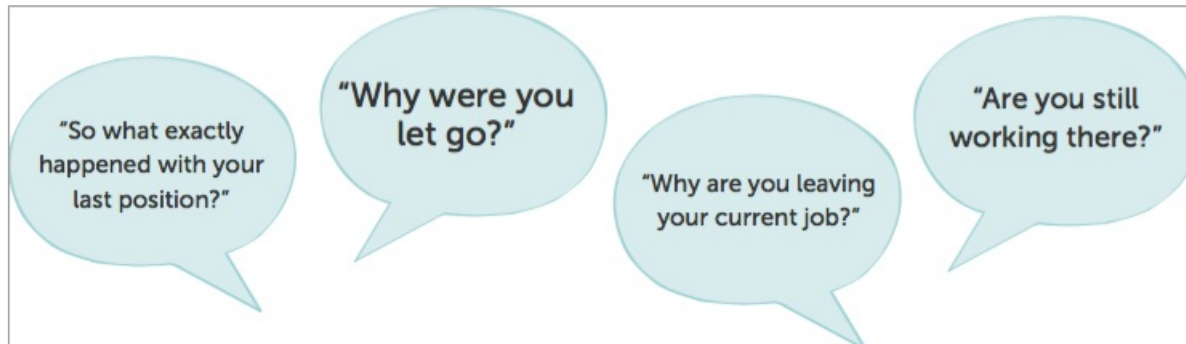 “So what exactly
happened with your
last position?”
“Why were you
let go?”
“Why are you leaving
your current job?”
“Are you still
working there?”